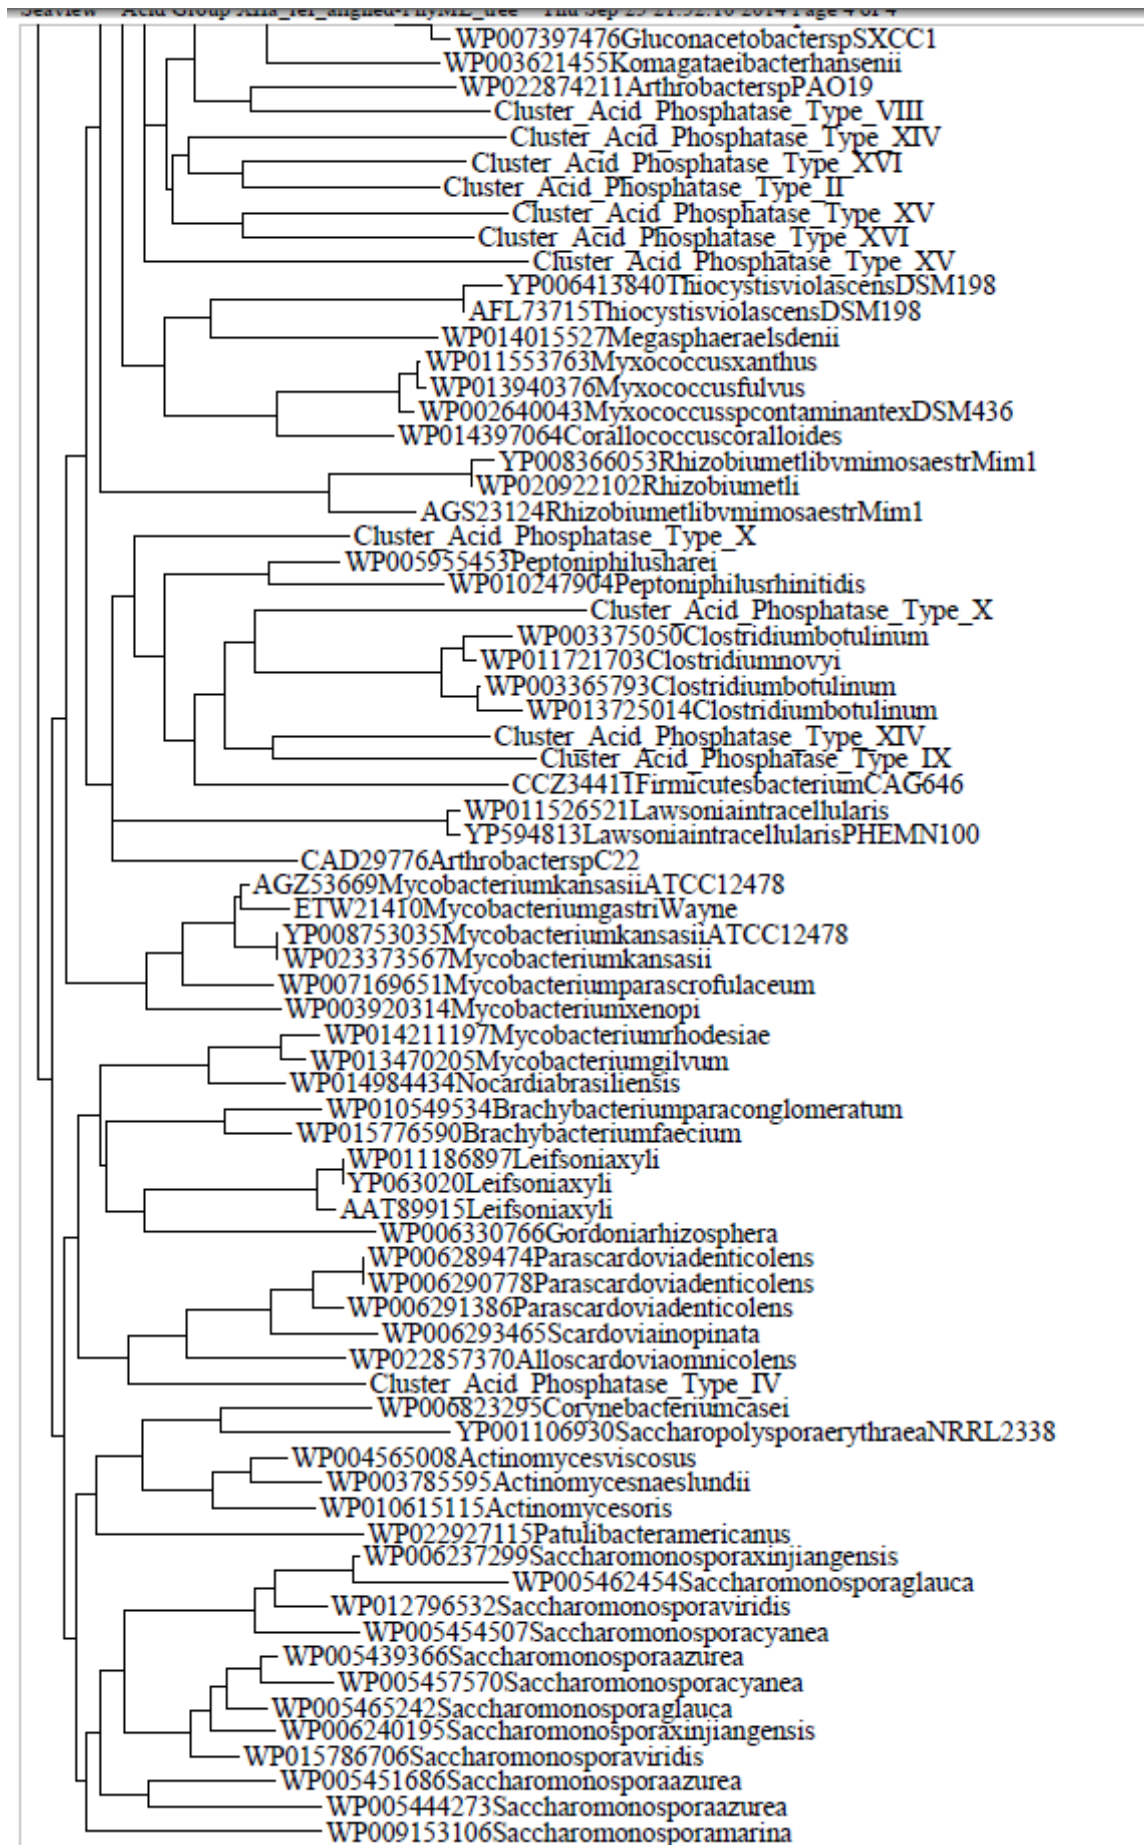 WP007397476GluconacetobacterspSXCC1
WP003621455Komagataeibacterhansenii
WP022874211ArthrobacterspPAO19
Cluster_Acid_Phosphatase_Type_VIII
Cluster_Acid_Phosphatase_Type_XIV
Cluster_Acid_Phosphatase_Type_XVI
Cluster_Acid_Phosphatase_Type_II
Cluster_Acid_Phosphatase_Type_XV
Cluster_Acid_Phosphatase_Type_XVI
Cluster_Acid_Phosphatase_Type_XV
YP006413840ThiocystisviolascensDSM198
AFL73715ThiocystisviolascensDSM198
WP014015527Megasphaeraelsdenii
WP011553763Myxococcusxanthus
WP013940376Myxococcusfulvus
WP002640043MyxococcusspcontaminantexDSM436
WP014397064Corallococcuscoralloides
YP008366053RhizobiumetlibvmimosaestrMim1
WP020922102Rhizobiumetli
AGS23124RhizobiumetlibvmimosaestrMim1
Cluster_Acid_Phosphatase_Type_X
WP005955453Peptoniphilusharei
WP010247904Peptoniphilusrhinitidis
Cluster_Acid_Phosphatase_Type_X
WP003375050Clostridiumbotulinum
WP011721703Clostridiumnovyi
WP003365793Clostridiumbotulinum
WP013725014Clostridiumbotulinum
Cluster_Acid_Phosphatase_Type_XIV
Cluster_Acid_Phosphatase_Type_IX
CCZ34411FirmicutesbacteriumCAG646
WP011526521Lawsoniaintracellularis
YP594813LawsoniaintracellularisPHEMN100
CAD29776ArthrobacterspC22
AGZ53669MycobacteriumkansasiiATCC12478
ETW21410MycobacteriumgastriWayne
YP008753035MycobacteriumkansasiiATCC12478
WP023373567Mycobacteriumkansasii
WP007169651Mycobacteriumparascrofulaceum
WP003920314Mycobacteriumxenopi
WP014211197Mycobacteriumrhodesiae
WP013470205Mycobacteriumgilvum
WP014984434Nocardiabrasiliensis
WP010549534Brachybacteriumparaconglomeratum
WP015776590Brachybacteriumfaecium
WP011186897Leifsoniaxyli
YP063020Leifsoniaxyli
AAT89915Leifsoniaxyli
WP006330766Gordoniarhizosphera
WP006289474Parascardoviadenticolens
WP006290778Parascardoviadenticolens
WP006291386Parascardoviadenticolens
WP006293465Scardoviainopinata
WP022857370Alloscardoviaomnicolens
Cluster_Acid_Phosphatase_Type_IV
WP006823295Corynebacteriumcasei
YP001106930SaccharopolysporaerythraeaNRRL2338
WP004565008Actinomycesviscosus
WP003785595Actinomycesnaeslundii
WP010615115Actinomycesoris
WP022927115Patulibacteramericanus
WP006237299Saccharomonosporaxinjiangensis
WP005462454Saccharomonosporaglauca
WP012796532Saccharomonosporaviridis
WP005454507Saccharomonosporacyanea
WP005439366Saccharomonosporaazurea
WP005457570Saccharomonosporacyanea
WP005465242Saccharomonosporaglauca
WP006240195Saccharomonosporaxinjiangensis
WP015786706Saccharomonosporaviridis
WP005451686Saccharomonosporaazurea
WP005444273Saccharomonosporaazurea
WP009153106Saccharomonosporamarina